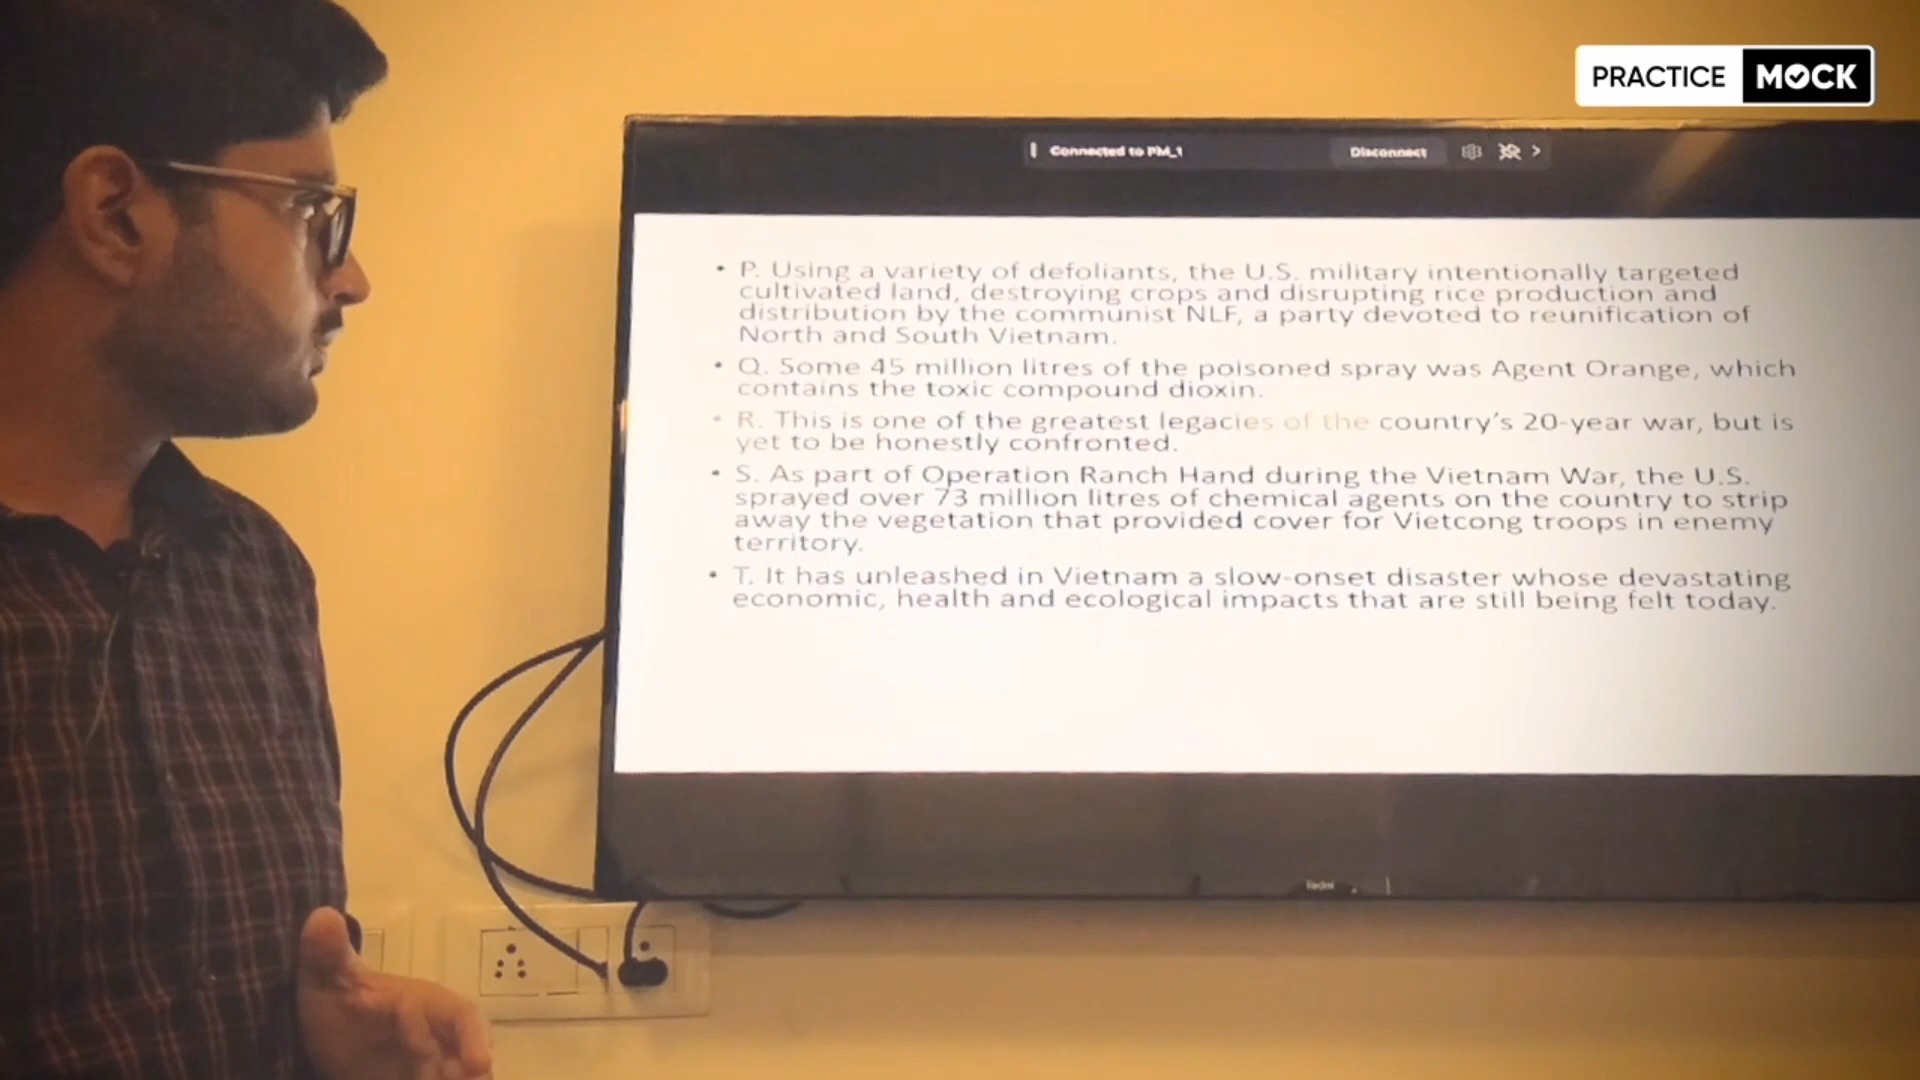 PRACTICE MOCK
Connected to PM_1 Disconnect
• P. Using a variety of defoliants, the U.S. military intentionally targeted
cultivated land, destroying crops and disrupting rice production and
distribution by the communist NLF, a party devoted to reunification of
North and South Vietnam.
• Q. Some 45 million litres of the poisoned spray was Agent Orange, which
contains the toxic compound dioxin.
• R. This is one of the greatest legacies of the country's 20-year war, but is
yet to be honestly confronted.
• S. As part of Operation Ranch Hand during the Vietnam War, the U.S.
sprayed over 73 million litres of chemical agents on the country to strip
away the vegetation that provided cover for Vietcong troops in enemy
territory.
• T. It has unleashed in Vietnam a slow-onset disaster whose devastating
economic, health and ecological impacts that are still being felt today.
Redmi